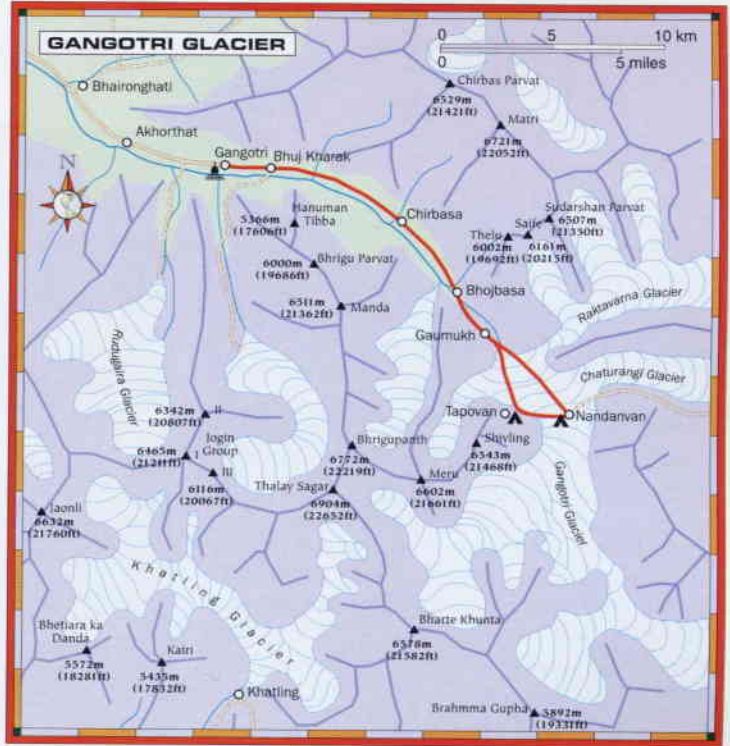 GANGOTRI GLACIER
0 5 10 km
0 5 miles
Bhaironghati
Chirbas Parvat
6529m
(21421ft)
Matri
6721m
(22052ft)
Akhorthat
Gangotri
Bhuj Kharak
N
Hanuman
Tibba
5366m
(17606ft)
Chirbasa
Sudarshan Parvat
6507m
(21350ft)
Saife
6161m
(20215ft)
Thelu
6002m
(19692ft)
Bhrigu Parvat
6000m
(19686ft)
Bhojbasa
6511m
(21362ft)
Manda
Raktavarna Glacier
Gaumukh
Rudugaira Glacier
Chaturangi Glacier
6342m
(20807ft)
II
Tapovan
Nandanvan
6465m
(21211ft)
I
Jogin
Group
III
6116m
(20067ft)
Bhrigupanth
6772m
(22219ft)
Shivling
6543m
(21468ft)
Meru
6602m
(21661ft)
Thalay Sagar
6904m
(22652ft)
Gangotri Glacier
Jaonli
6632m
(21760ft)
Khatling Glacier
Bhetiara ka
Danda
5572m
(18281ft)
Katri
5435m
(17832ft)
Bharte Khunta
6578m
(21582ft)
Khatling
Brahmma Gupha
5892m
(19331ft)